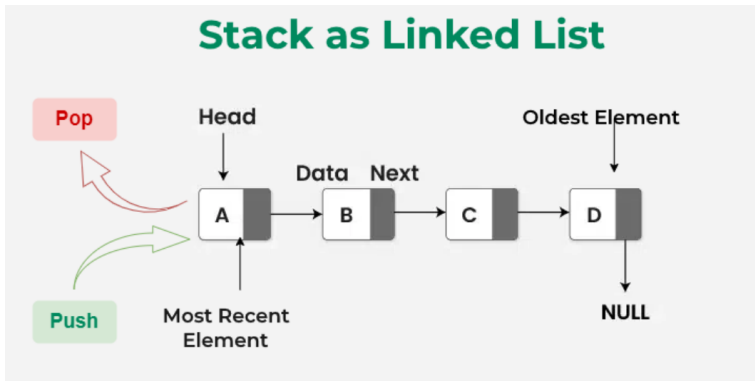 Stack as Linked List
Pop
Head
Oldest Element
Data Next
A
B
C
D
Push
Most Recent
Element
NULL